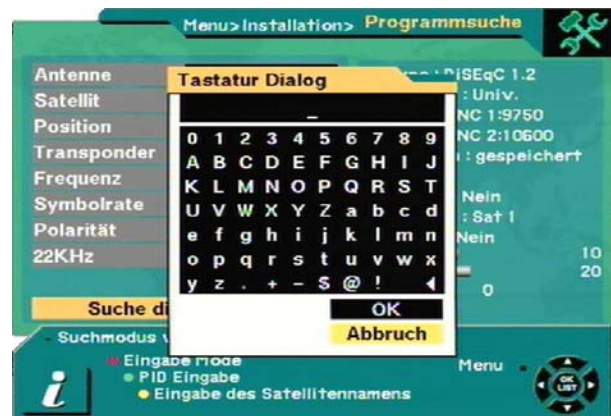 Menu>Installation> Programmsuche
Antenne
Satellit
Position
Transponder
Frequenz
Symbolrate
Polarität
22KHz
Tastatur Dialog
_
0 1 2 3 4 5 6 7 8 9
A B C D E F G H I J
K L M N O P Q R S T
U V W X Y Z a b c d
e f g h i j k l m n
o p q r s t u v w x
y z . + - $ @ !
OK
Abbruch
: DiSEqC 1.2
: Univ.
NC 1:9750
NC 2:10600
: gespeichert
Nein
: Sat 1
Nein
10
20
0
Suche di
Suchmodus
Eingabe Mode
PID Eingabe
Eingabe des Satellitennamens
Menu
OK
LIST
i